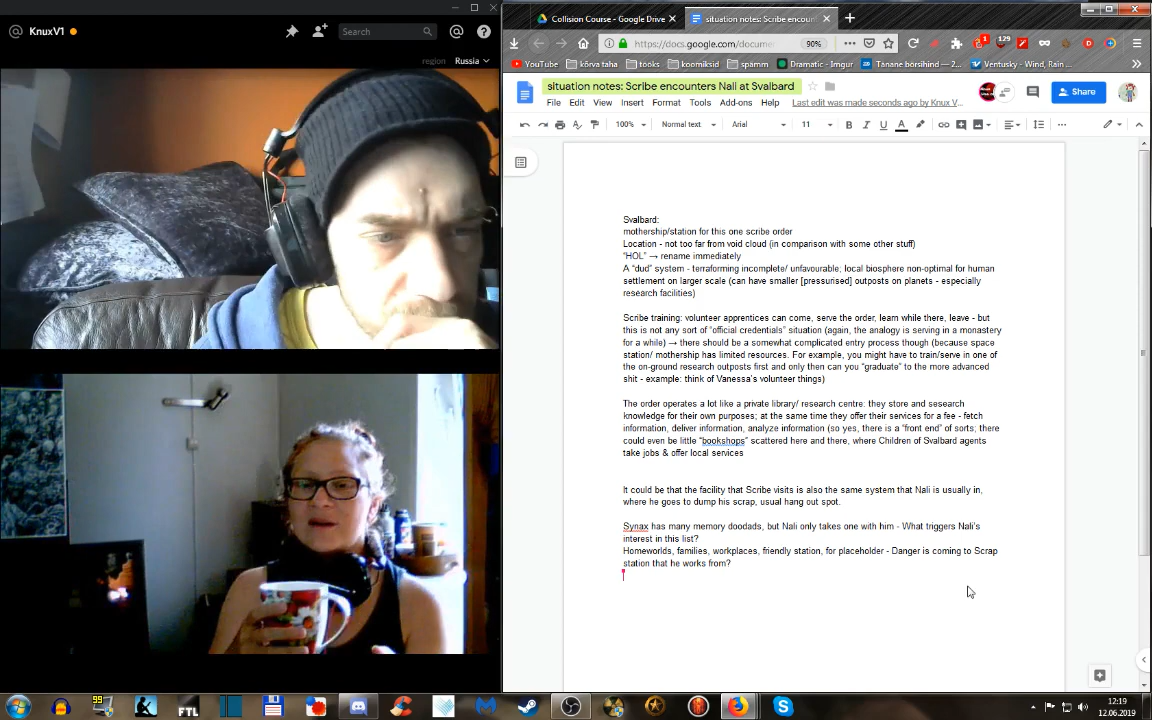 KnuxV1
Search
region Russia
Collision Course - Google Drive
situation notes: Scribe encount
https://docs.google.com/docume
90%
1
129
YouTube
kõrva taha
tööks
koomiksid
spämm
Dramatic - Imgur
Tänane börsihind — 2...
Ventusky - Wind, Rain ...
situation notes: Scribe encounters Nali at Svalbard
File Edit View Insert Format Tools Add-ons Help Last edit was made seconds ago by Knux V...
Share
100% Normal text Arial 11
Svalbard:
mothership/station for this one scribe order
Location - not too far from void cloud (in comparison with some other stuff)
"HOL" → rename immediately
A "dud" system - terraforming incomplete/ unfavourable; local biosphere non-optimal for human
settlement on larger scale (can have smaller [pressurised] outposts on planets - especially
research facilities)
Scribe training: volunteer apprentices can come, serve the order, learn while there, leave - but
this is not any sort of "official credentials" situation (again, the analogy is serving in a monastery
for a while) → there should be a somewhat complicated entry process though (because space
station/ mothership has limited resources. For example, you might have to train/serve in one of
the on-ground research outposts first and only then can you "graduate" to the more advanced
shit - example: think of Vanessa's volunteer things)
The order operates a lot like a private library/ research centre: they store and sesearch
knowledge for their own purposes; at the same time they offer their services for a fee - fetch
information, deliver information, analyze information (so yes, there is a "front end" of sorts; there
could even be little "bookshops" scattered here and there, where Children of Svalbard agents
take jobs & offer local services
It could be that the facility that Scribe visits is also the same system that Nali is usually in,
where he goes to dump his scrap, usual hang out spot.
Synax has many memory doodads, but Nali only takes one with him - What triggers Nali's
interest in this list?
Homeworlds, families, workplaces, friendly station, for placeholder - Danger is coming to Scrap
station that he works from?
99
FTL
12:19
12.06.2019